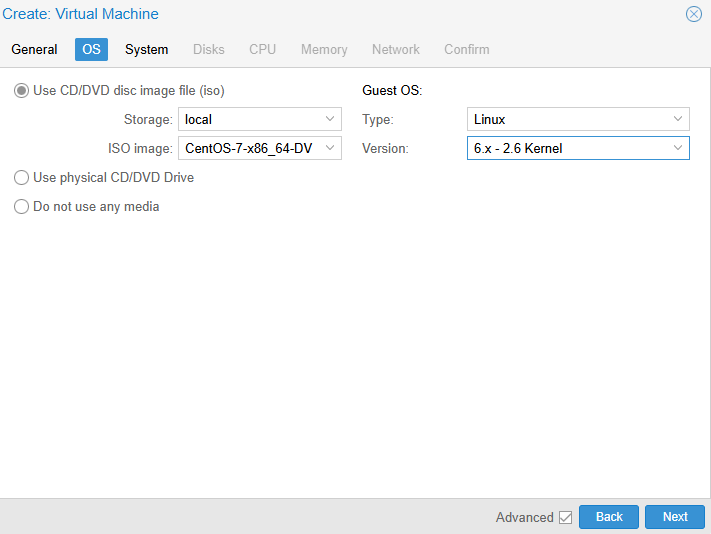 Create: Virtual Machine
General OS System Disks CPU Memory Network Confirm
Use CD/DVD disc image file (iso) Guest OS:
Storage: local Type: Linux
ISO image: CentOS-7-x86_64-DV Version: 6.x - 2.6 Kernel
Use physical CD/DVD Drive
Do not use any media
Advanced Back Next